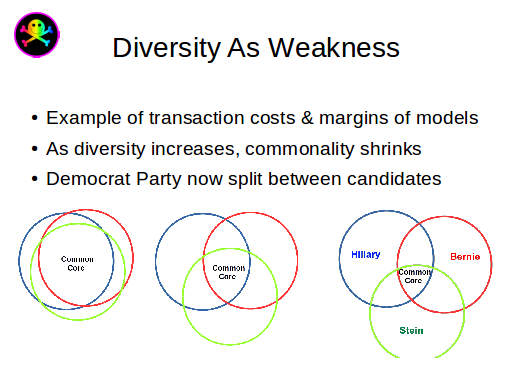 Diversity As Weakness
• Example of transaction costs & margins of models
• As diversity increases, commonality shrinks
• Democrat Party now split between candidates
Common
Core
Common
Core
Hillary
Bernie
Common
Core
Stein